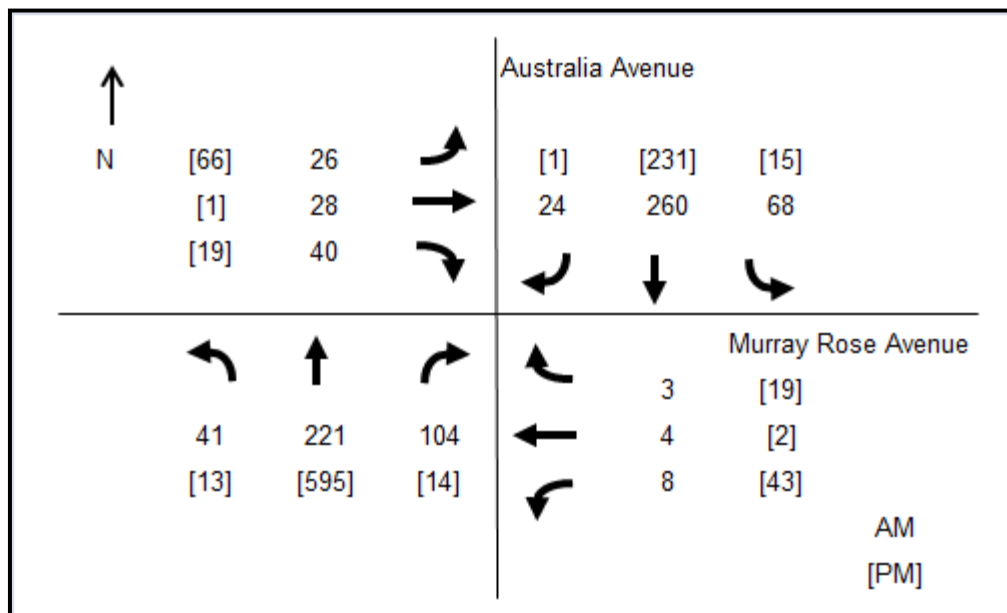 Australia Avenue
N [66] 26 [1] [231] [15]
[1] 28 24 260 68
[19] 40
Murray Rose Avenue
3 [19]
41 221 104 4 [2]
[13] [595] [14] 8 [43]
AM
[PM]